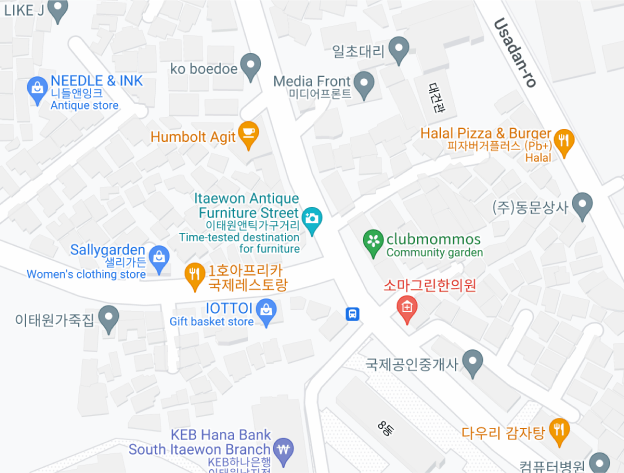 LIKE J
Usadan-ro
일초대리
ko boedoe
NEEDLE & INK
니들앤잉크
Antique store
Media Front
미디어프론트
대건관
Humbolt Agit
Halal Pizza & Burger
피자버거플러스 (Pb+)
Halal
Itaewon Antique
Furniture Street
이태원앤틱가구거리
Time-tested destination
for furniture
(주)동문상사
clubmommos
Community garden
Sallygarden
샐리가든
Women's clothing store
1호아프리카
국제레스토랑
소마그린한의원
IOTTOI
Gift basket store
이태원가죽집
국제공인중개사
8동
다우리 감자탕
KEB Hana Bank
South Itaewon Branch
KEB하나은행
컴퓨터병원